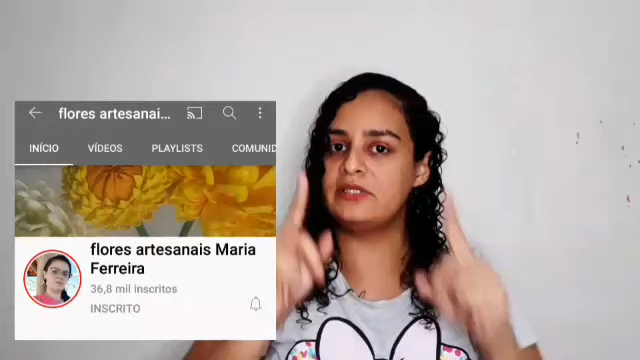 flores artesanai...
INÍCIO VÍDEOS PLAYLISTS COMUNID
flores artesanais Maria
Ferreira
36,8 mil inscritos
INSCRITO